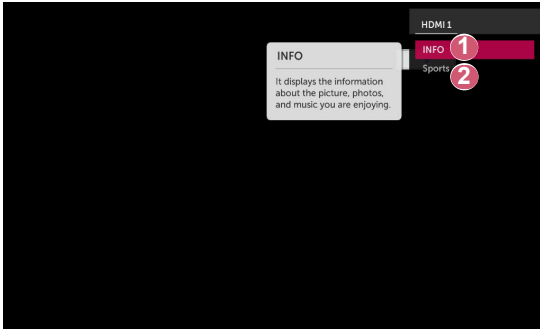 HDMI 1
INFO 1
Sports 2
INFO
It displays the information
about the picture, photos,
and music you are enjoying.